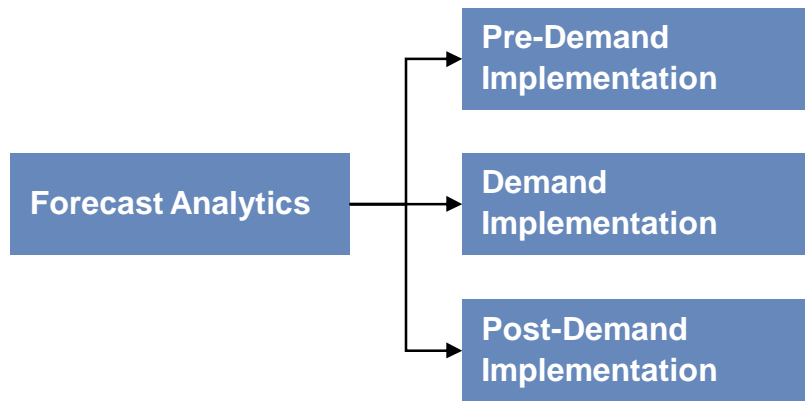 Pre-Demand
Implementation
Forecast Analytics
Demand
Implementation
Post-Demand
Implementation